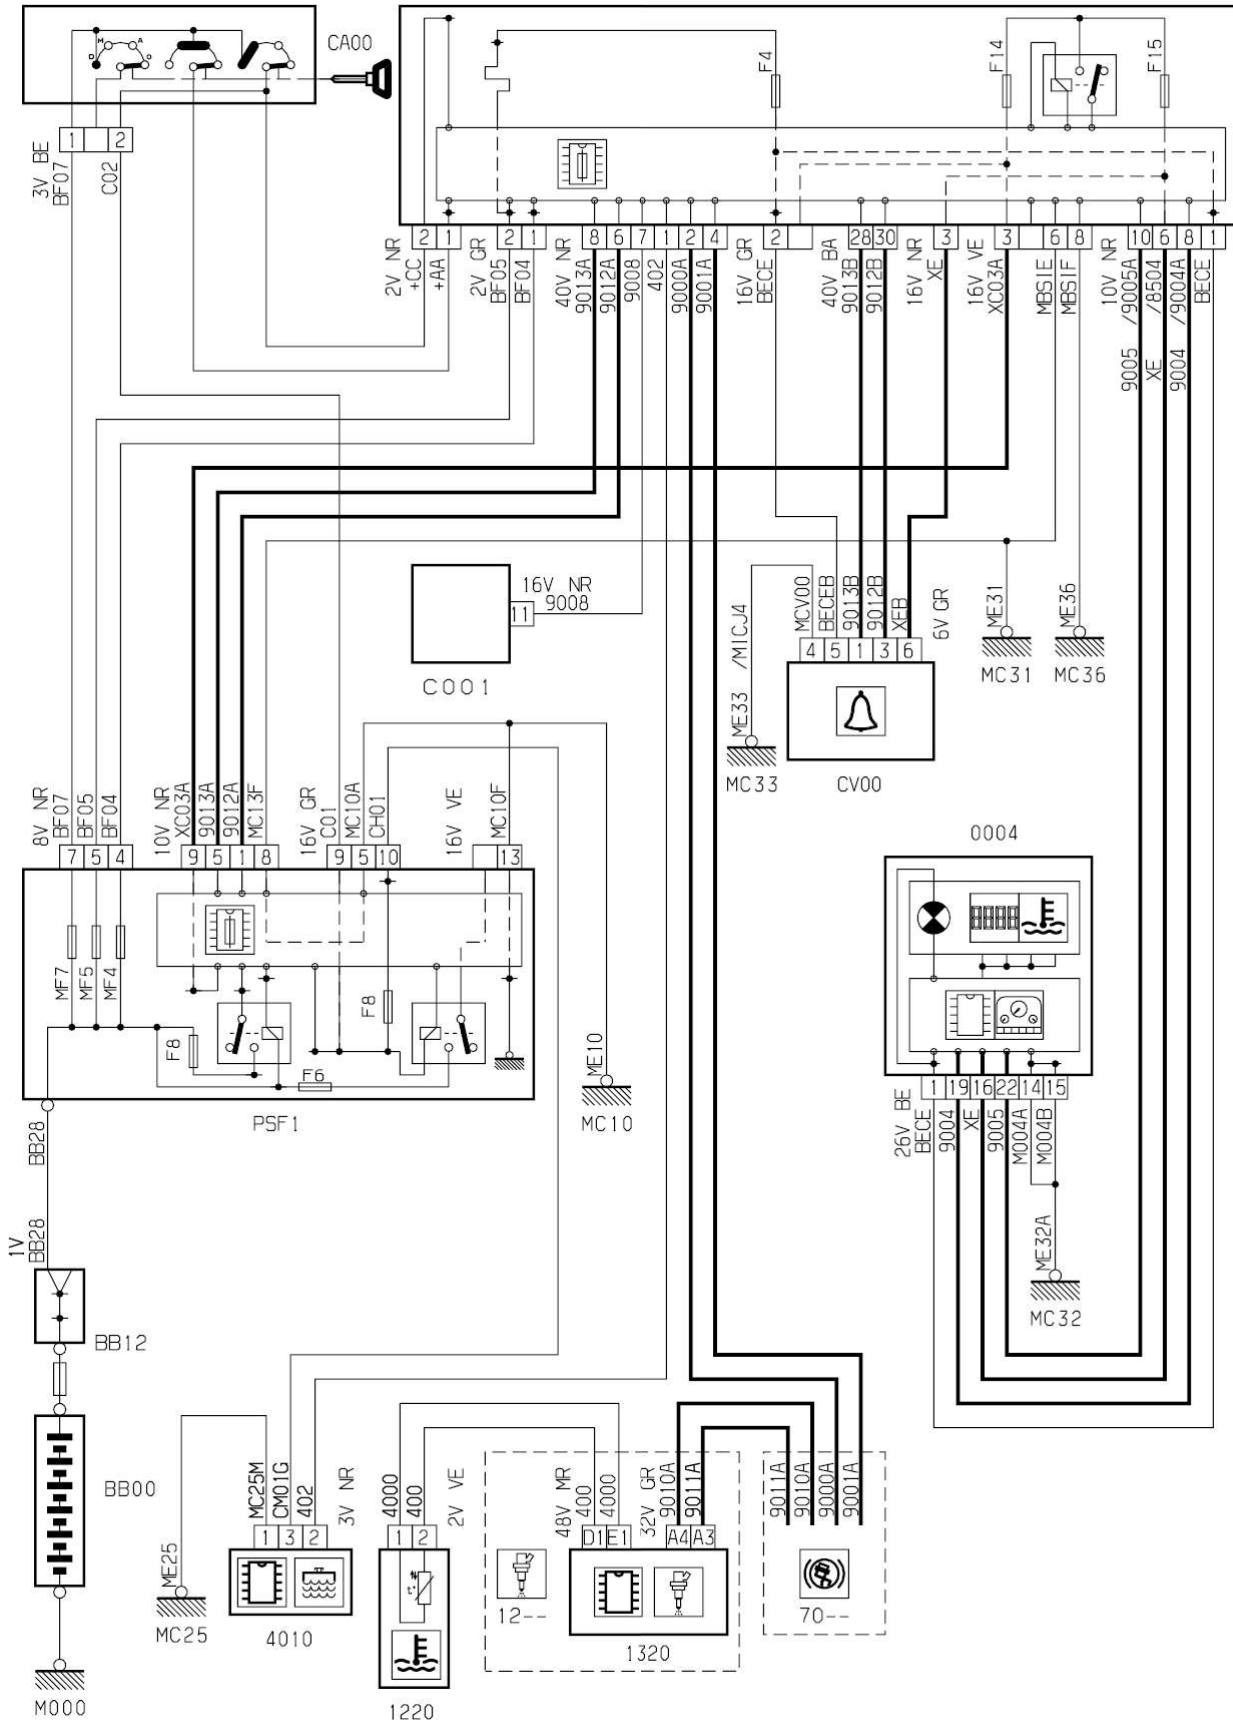 M A
D O
CA00
F4
F14
F15
1 2
3V BE
BF07
C02
2 1 2 1 8 6 7 1 2 4 2 28 30 3 3 6 8 10 6 8 1
2V NR
+CC
+AA
2V GR
BF05
BF04
40V NR
9013A
9012A
9008
402
9000A
9001A
16V GR
BECE
40V BA
9013B
9012B
16V NR
XE
16V VE
XC03A
MBS1E
MBS1F
10V NR
9005 /9005A
XE /8504
9004 /9004A
BECE
16V NR
9008
11
C001
MCV00
BECEB
9013B
9012B
XEB
6V GR
4 5 1 3 6
CV00
ME33 /MICJ4
MC33
ME31
MC31
ME36
MC36
8V NR
BF07
BF05
BF04
10V NR
XC03A
9013A
9012A
MC13F
16V GR
C01
MC10A
CH01
16V VE
MC10F
7 5 4 9 5 1 8 9 5 10 13
MF7
MF5
MF4
F8
F6
F8
PSF1
ME10
MC10
0004
1 19 16 22 14 15
26V BE
BECE
9004
XE
9005
M004A
M004B
ME32A
MC32
BB28
1V
BB28
BB12
BB00
M000
ME25
MC25
MC25M
CM01G
402
3V NR
1 3 2
4010
4000
400
2V VE
1 2
t°
1220
48V MR
400
4000
32V GR
9010A
9011A
D1 E1 A4 A3
12--
1320
9011A
9010A
9000A
9001A
70--